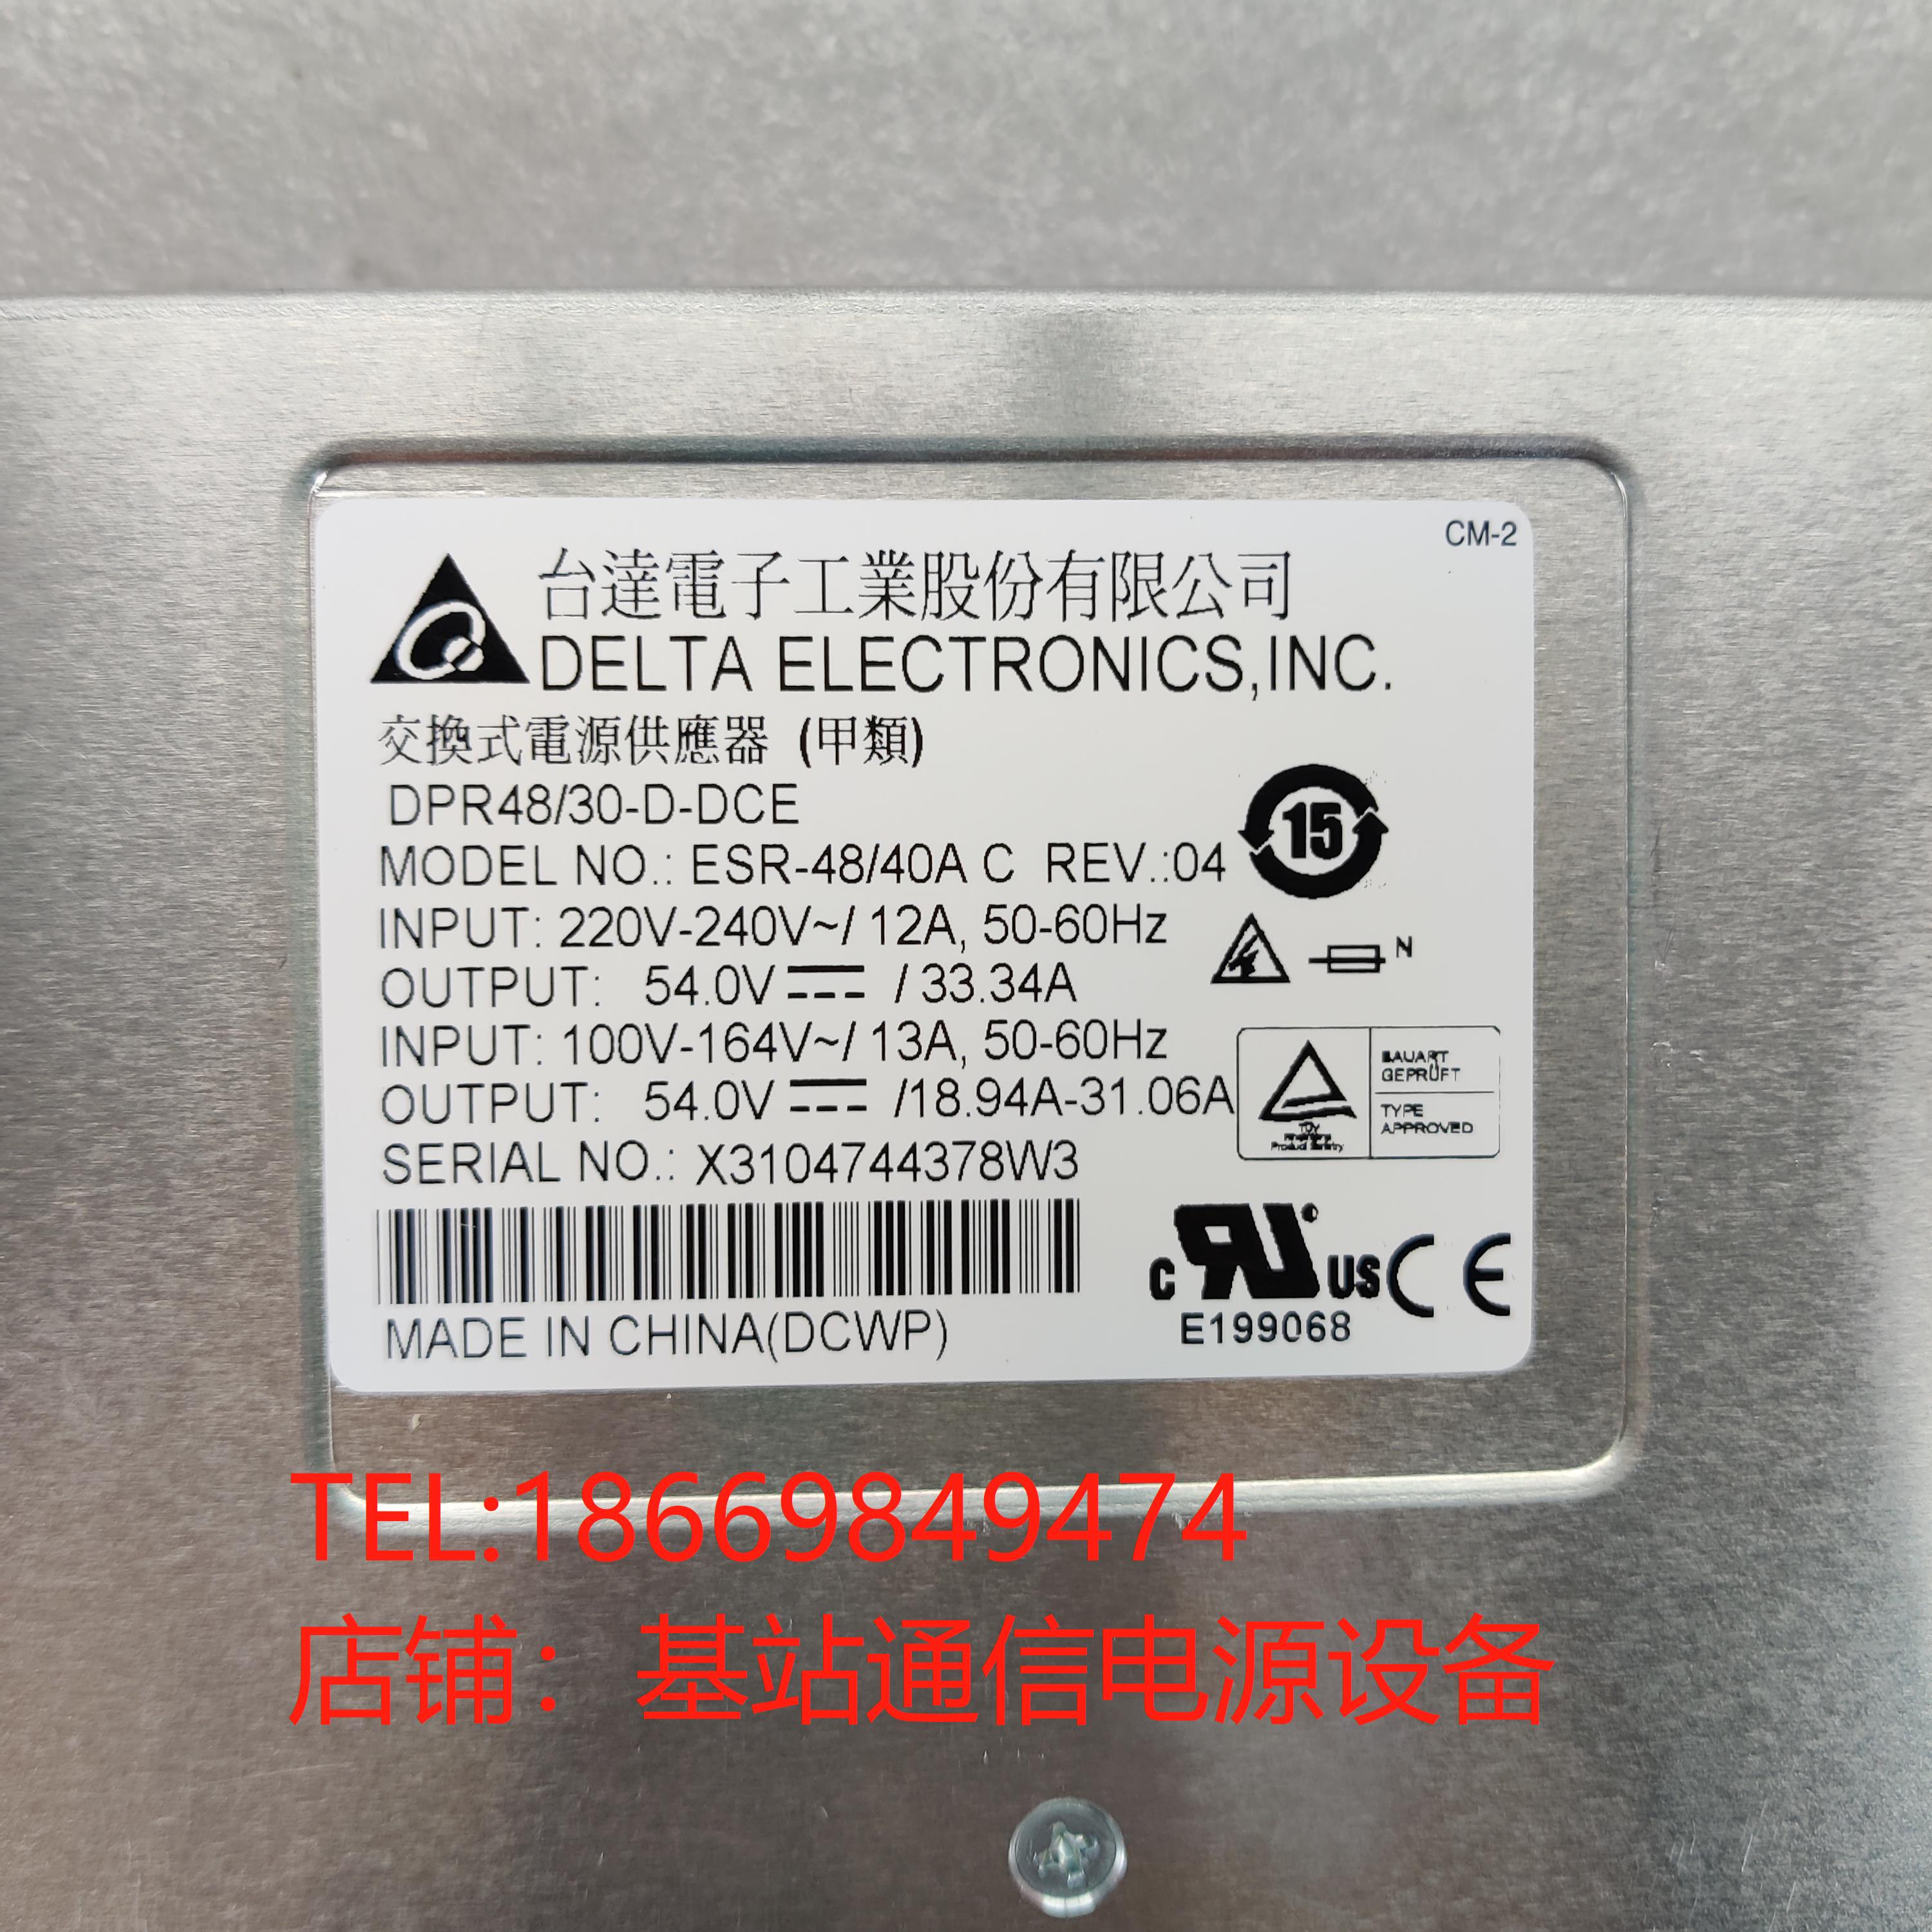 CM-2
台達電子工業股份有限公司
DELTA ELECTRONICS,INC.
交換式電源供應器 (甲類)
DPR48/30-D-DCE
MODEL NO.: ESR-48/40A C REV.:04
15
INPUT: 220V-240V~/ 12A, 50-60Hz
N
OUTPUT: 54.0V /33.34A
INPUT: 100V-164V~/ 13A, 50-60Hz
OUTPUT: 54.0V /18.94A-31.06A
BAUART
GEPRÜFT
TYPE
APPROVED
SERIAL NO.: X3104744378W3
c US CE
E199068
MADE IN CHINA(DCWP)
TEL:18669849474
店铺：基站通信电源设备